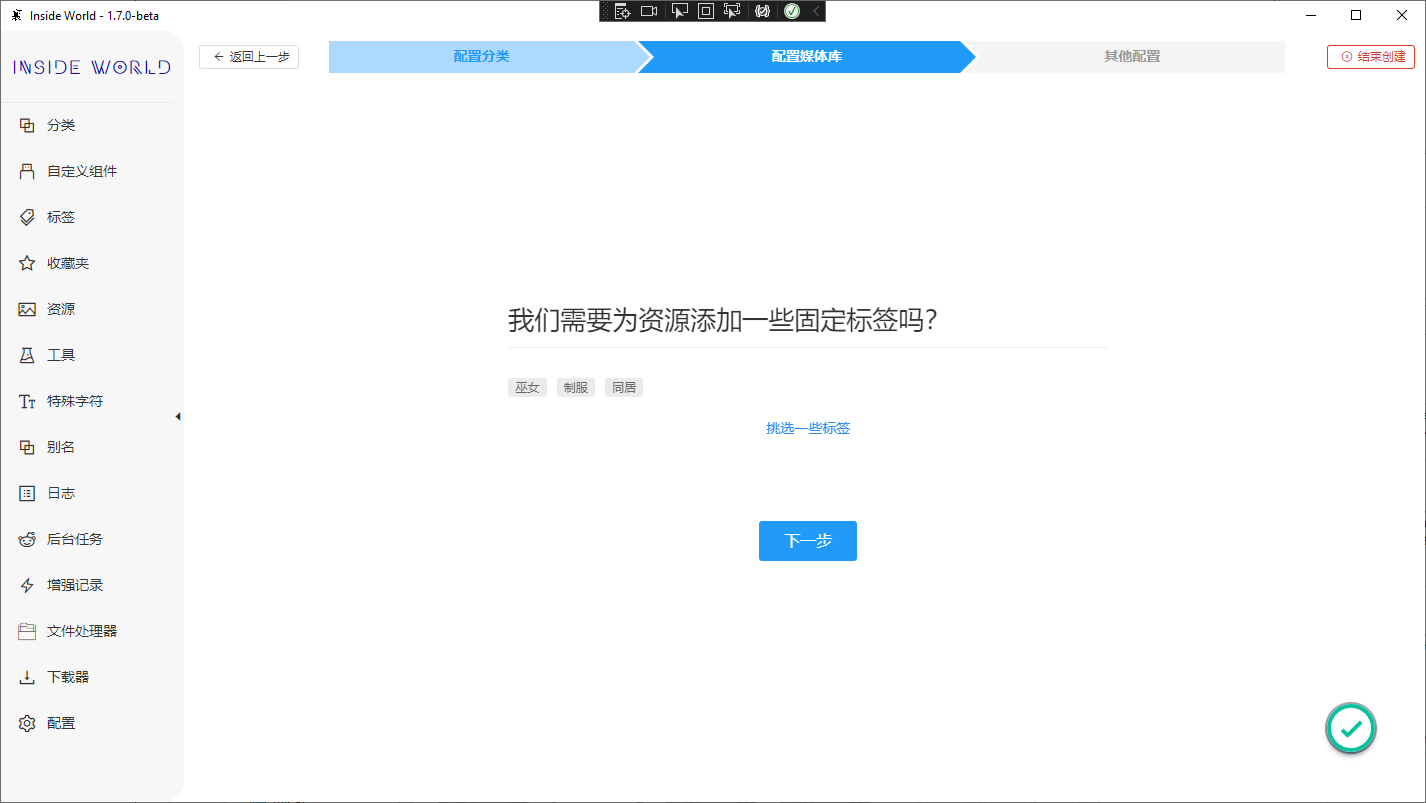 Inside World - 1.7.0-beta
INSIDE WORLD
返回上一步
配置分类
配置媒体库
其他配置
结束创建
分类
自定义组件
标签
收藏夹
资源
工具
特殊字符
别名
日志
后台任务
增强记录
文件处理器
下载器
配置
我们需要为资源添加一些固定标签吗?
巫女 制服 同居
挑选一些标签
下一步